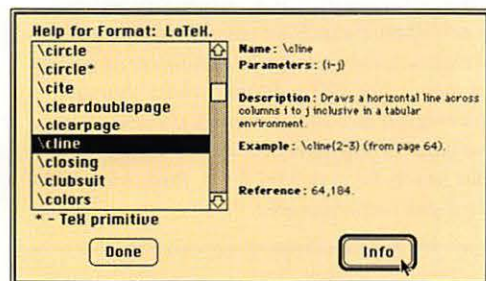 Help for Format: LaTeX.
\circle
\circle*
\cite
\cleardoublepage
\clearpage
\cline
\closing
\clubsuit
\colors
* - TeX primitive
Name: \cline
Parameters: {i-j}
Description: Draws a horizontal line across
columns i to j inclusive in a tabular
environment.
Example: \cline{2-3} (from page 64).
Reference: 64,184.
Done
Info